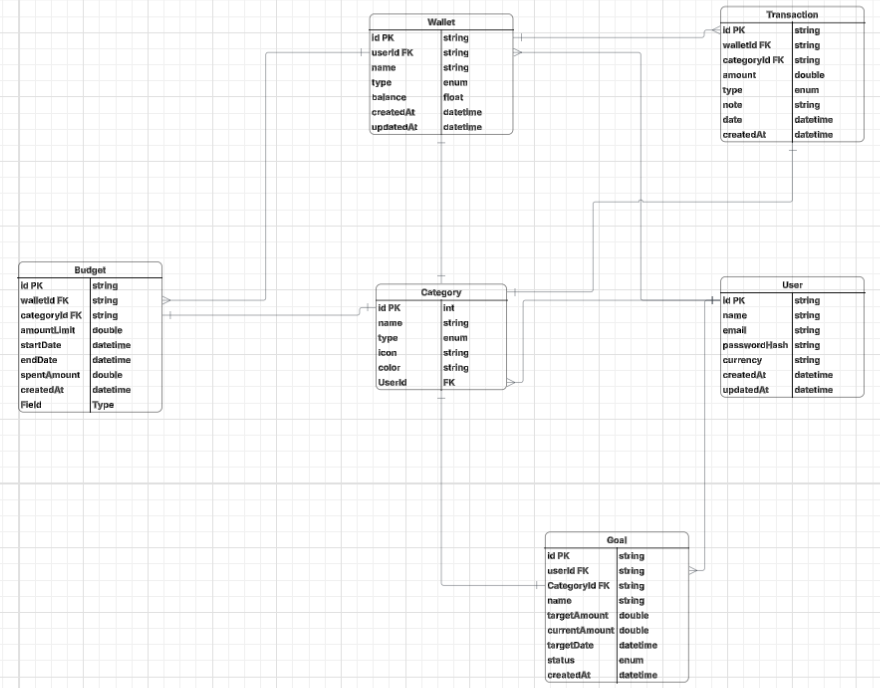 Wallet
id PK string
userId FK string
name string
type enum
balance float
createdAt datetime
updatedAt datetime
Transaction
id PK string
walletId FK string
categoryId FK string
amount double
type enum
note string
date datetime
createdAt datetime
Budget
id PK string
walletId FK string
categoryId FK string
amountLimit double
startDate datetime
endDate datetime
spentAmount double
createdAt datetime
Field Type
Category
id PK int
name string
type enum
icon string
color string
UserId FK
User
id PK string
name string
email string
passwordHash string
currency string
createdAt datetime
updatedAt datetime
Goal
id PK string
userId FK string
CategoryId FK string
name string
targetAmount double
currentAmount double
targetDate datetime
status enum
createdAt datetime